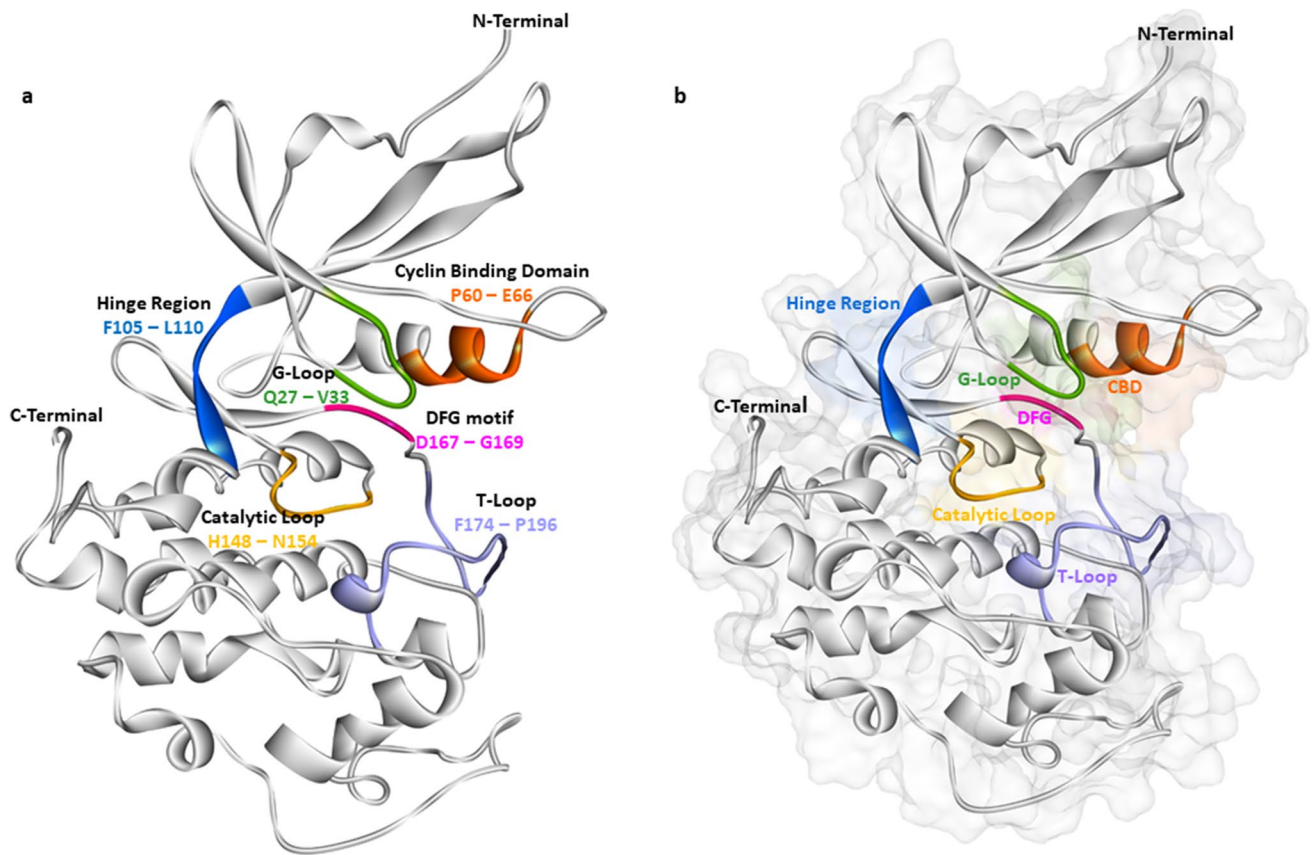 a
N-Terminal
Cyclin Binding Domain
P60 – E66
Hinge Region
F105 – L110
G-Loop
Q27 – V33
C-Terminal
DFG motif
D167 – G169
T-Loop
F174 – P196
Catalytic Loop
H148 – N154
b
N-Terminal
Hinge Region
G-Loop
CBD
C-Terminal
DFG
Catalytic Loop
T-Loop